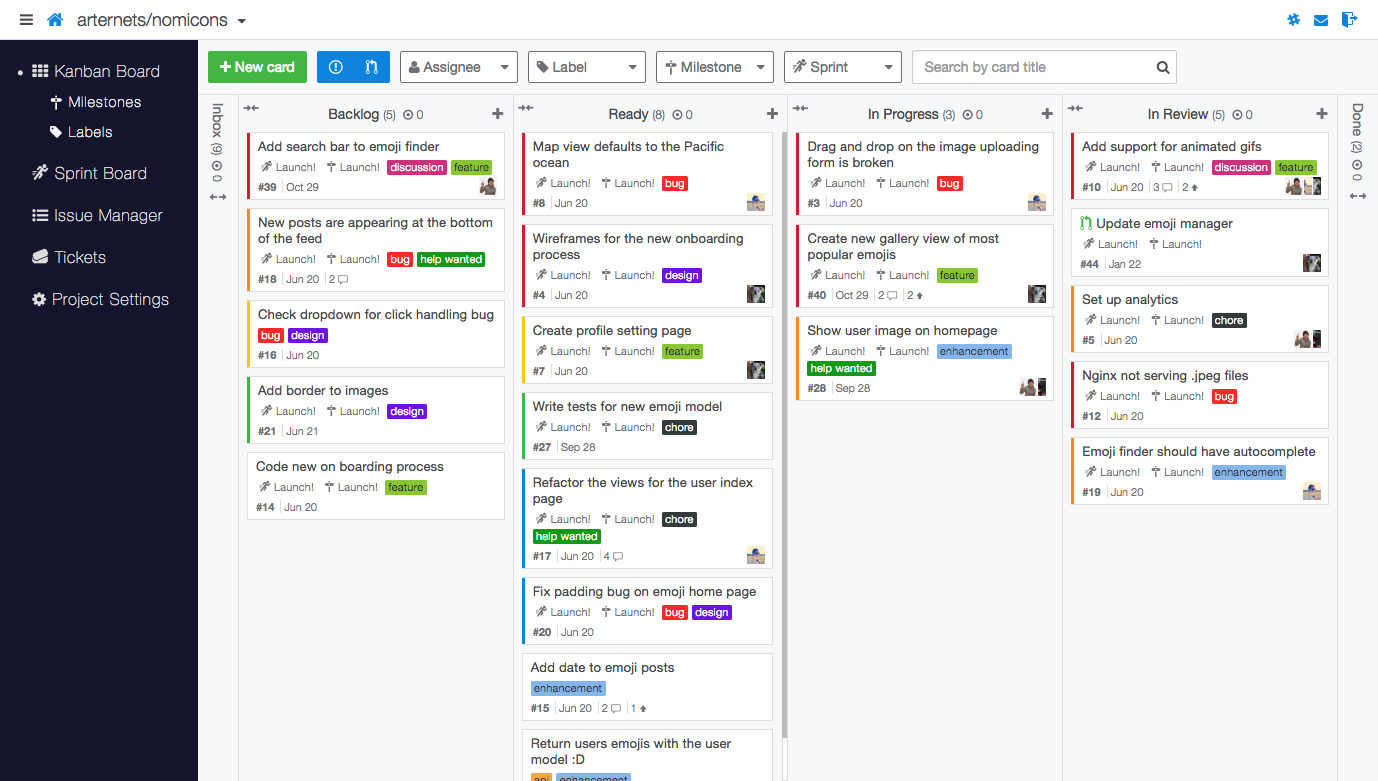 arternets/nomicons
Kanban Board
Milestones
Labels
Sprint Board
Issue Manager
Tickets
Project Settings
New card
Assignee
Label
Milestone
Sprint
Search by card title
Inbox (9) 0
Backlog (5) 0
Add search bar to emoji finder
Launch! Launch! discussion feature
#39 Oct 29
New posts are appearing at the bottom
of the feed
Launch! Launch! bug help wanted
#18 Jun 20 2
Check dropdown for click handling bug
bug design
#16 Jun 20
Add border to images
Launch! Launch! design
#21 Jun 21
Code new on boarding process
Launch! Launch! feature
#14 Jun 20
Ready (8) 0
Map view defaults to the Pacific
ocean
Launch! Launch! bug
#8 Jun 20
Wireframes for the new onboarding
process
Launch! Launch! design
#4 Jun 20
Create profile setting page
Launch! Launch! feature
#7 Jun 20
Write tests for new emoji model
Launch! Launch! chore
#27 Sep 28
Refactor the views for the user index
page
Launch! Launch! chore
help wanted
#17 Jun 20 4
Fix padding bug on emoji home page
Launch! Launch! bug design
#20 Jun 20
Add date to emoji posts
enhancement
#15 Jun 20 2 1
Return users emojis with the user
model :D
api enhancement
In Progress (3) 0
Drag and drop on the image uploading
form is broken
Launch! Launch! bug
#3 Jun 20
Create new gallery view of most
popular emojis
Launch! Launch! feature
#40 Oct 29 2 2
Show user image on homepage
Launch! Launch! enhancement
help wanted
#28 Sep 28
In Review (5) 0
Add support for animated gifs
Launch! Launch! discussion feature
#10 Jun 20 3 2
Update emoji manager
Launch! Launch!
#44 Jan 22
Set up analytics
Launch! Launch! chore
#5 Jun 20
Nginx not serving .jpeg files
Launch! Launch! bug
#12 Jun 20
Emoji finder should have autocomplete
Launch! Launch! enhancement
#19 Jun 20
Done (2) 0